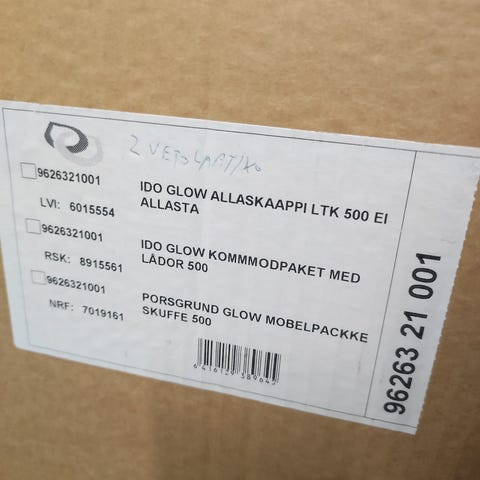 2 VETOLAATIKKO
9626321001
IDO GLOW ALLASKAAPPI LTK 500 EI
ALLASTA
LVI: 6015554
9626321001
IDO GLOW KOMMMODPAKET MED
LÅDOR 500
RSK: 8915561
9626321001
PORSGRUND GLOW MOBELPACKKE
SKUFFE 500
NRF: 7019161
96263 21 001